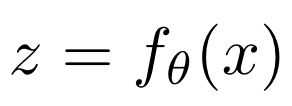 z = f_θ(x)